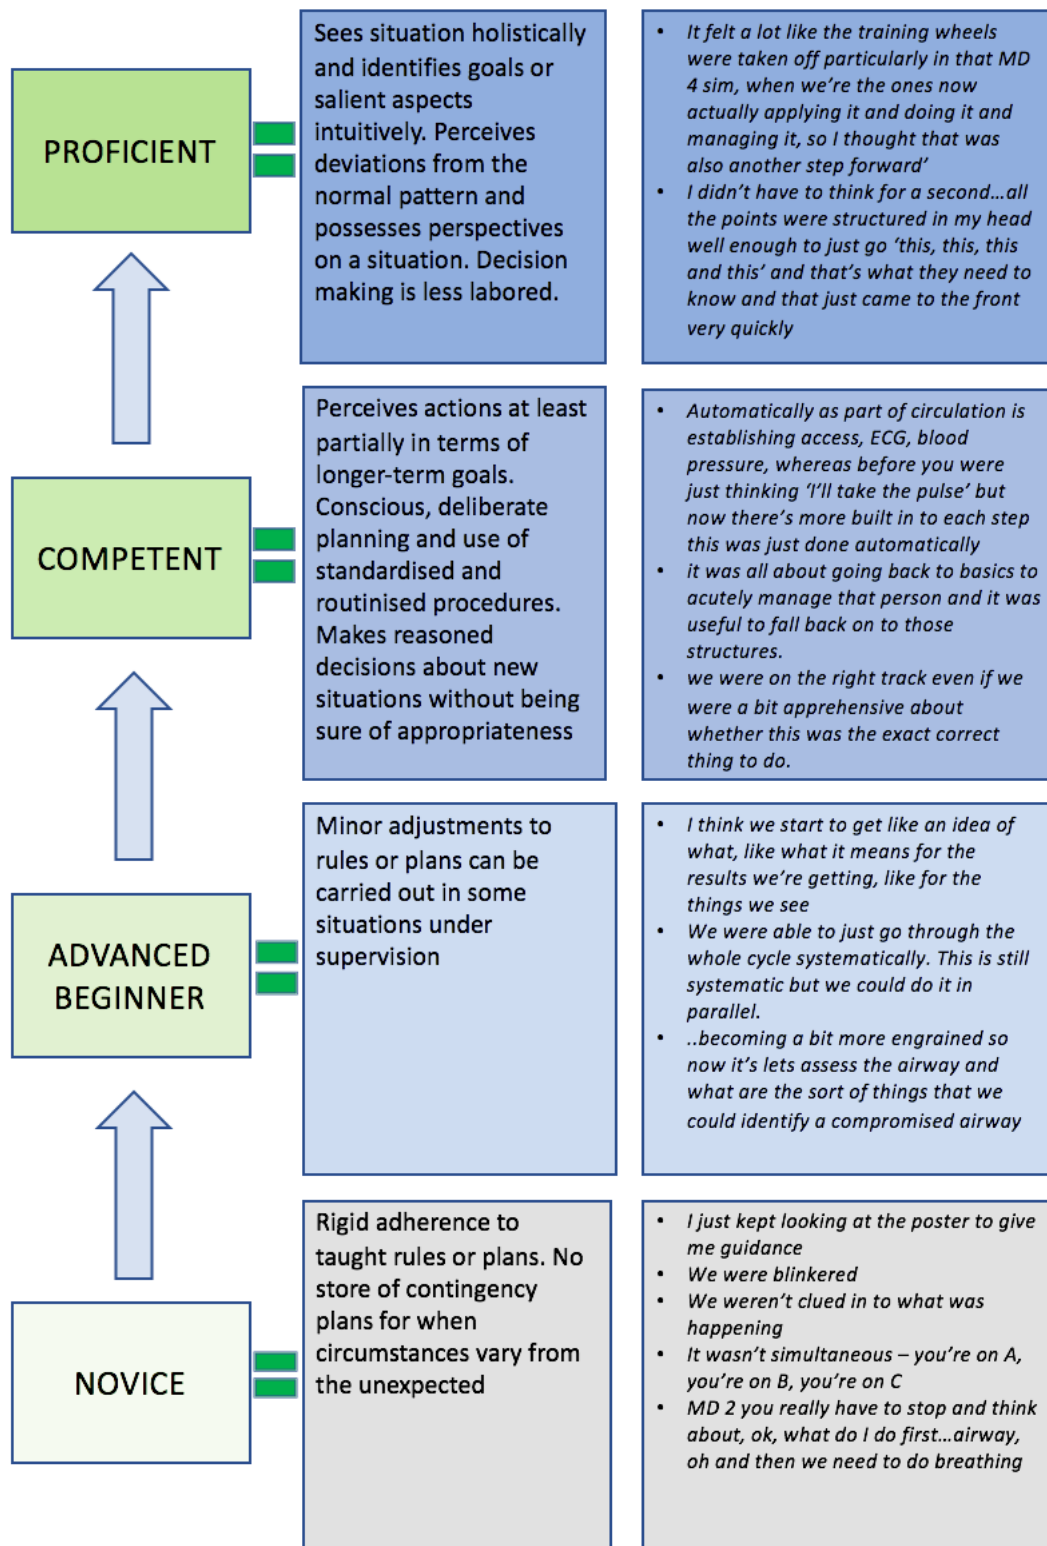 PROFICIENT
Sees situation holistically
and identifies goals or
salient aspects
intuitively. Perceives
deviations from the
normal pattern and
possesses perspectives
on a situation. Decision
making is less labored.
• It felt a lot like the training wheels
were taken off particularly in that MD
4 sim, when we’re the ones now
actually applying it and doing it and
managing it, so I thought that was
also another step forward’
• I didn’t have to think for a second…all
the points were structured in my head
well enough to just go ‘this, this, this
and this’ and that’s what they need to
know and that just came to the front
very quickly
COMPETENT
Perceives actions at least
partially in terms of
longer-term goals.
Conscious, deliberate
planning and use of
standardised and
routinised procedures.
Makes reasoned
decisions about new
situations without being
sure of appropriateness
• Automatically as part of circulation is
establishing access, ECG, blood
pressure, whereas before you were
just thinking ‘I’ll take the pulse’ but
now there’s more built in to each step
this was just done automatically
• it was all about going back to basics to
acutely manage that person and it was
useful to fall back on to those
structures.
• we were on the right track even if we
were a bit apprehensive about
whether this was the exact correct
thing to do.
ADVANCED
BEGINNER
Minor adjustments to
rules or plans can be
carried out in some
situations under
supervision
• I think we start to get like an idea of
what, like what it means for the
results we’re getting, like for the
things we see
• We were able to just go through the
whole cycle systematically. This is still
systematic but we could do it in
parallel.
• ..becoming a bit more engrained so
now it’s lets assess the airway and
what are the sort of things that we
could identify a compromised airway
NOVICE
Rigid adherence to
taught rules or plans. No
store of contingency
plans for when
circumstances vary from
the unexpected
• I just kept looking at the poster to give
me guidance
• We were blinkered
• We weren’t clued in to what was
happening
• It wasn’t simultaneous – you’re on A,
you’re on B, you’re on C
• MD 2 you really have to stop and think
about, ok, what do I do first…airway,
oh and then we need to do breathing